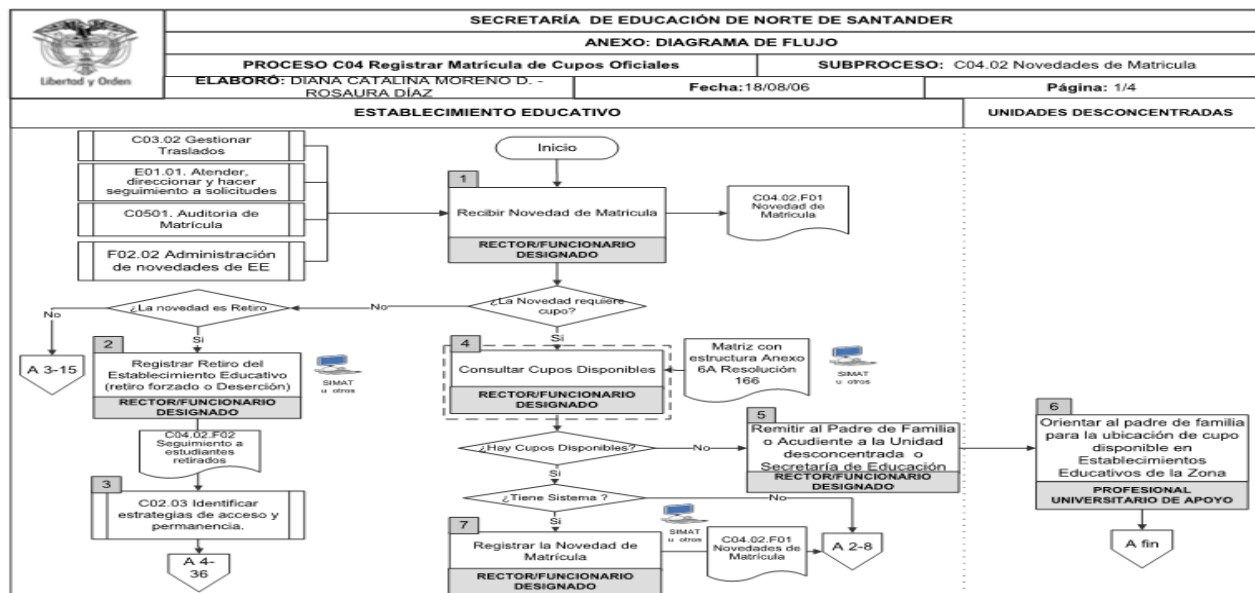 SECRETARÍA DE EDUCACIÓN DE NORTE DE SANTANDER
ANEXO: DIAGRAMA DE FLUJO
PROCESO C04 Registrar Matrícula de Cupos Oficiales
SUBPROCESO: C04.02 Novedades de Matricula
Libertad y Orden
ELABORÓ: DIANA CATALINA MORENO D. -
ROSAURA DÍAZ
Fecha:18/08/06
Página: 1/4
ESTABLECIMIENTO EDUCATIVO
UNIDADES DESCONCENTRADAS
C03.02 Gestionar
Traslados
E01.01. Atender,
direccionar y hacer
seguimiento a solicitudes
C0501. Auditoria de
Matrícula
F02.02 Administración
de novedades de EE
Inicio
1
Recibir Novedad de Matricula
RECTOR/FUNCIONARIO
DESIGNADO
C04.02.F01
Novedad de
Matricula
¿La Novedad requiere
cupo?
No
¿La novedad es Retiro
No
Si
Si
A 3-15
2
Registrar Retiro del
Establecimiento Educativo
(retiro forzado o Deserción)
RECTOR/FUNCIONARIO
DESIGNADO
SIMAT
u otros
4
Consultar Cupos Disponibles
RECTOR/FUNCIONARIO
DESIGNADO
Matriz con
estructura Anexo
6A Resolución
166
SIMAT
u otros
C04.02.F02
Seguimiento a
estudiantes
retirados
3
C02.03 Identificar
estrategias de acceso y
permanencia.
A 4-
36
¿Hay Cupos Disponibles?
No
Si
5
Remitir al Padre de Familia
o Acudiente a la Unidad
desconcentrada o
Secretaría de Educación
RECTOR/FUNCIONARIO
DESIGNADO
6
Orientar al padre de familia
para la ubicación de cupo
disponible en
Establecimientos
Educativos de la Zona
PROFESIONAL
UNIVERSITARIO DE APOYO
A fin
¿Tiene Sistema ?
No
Si
7
Registrar la Novedad de
Matrícula
RECTOR/FUNCIONARIO
DESIGNADO
SIMAT
u otros
C04.02.F01
Novedades de
Matrícula
A 2-8